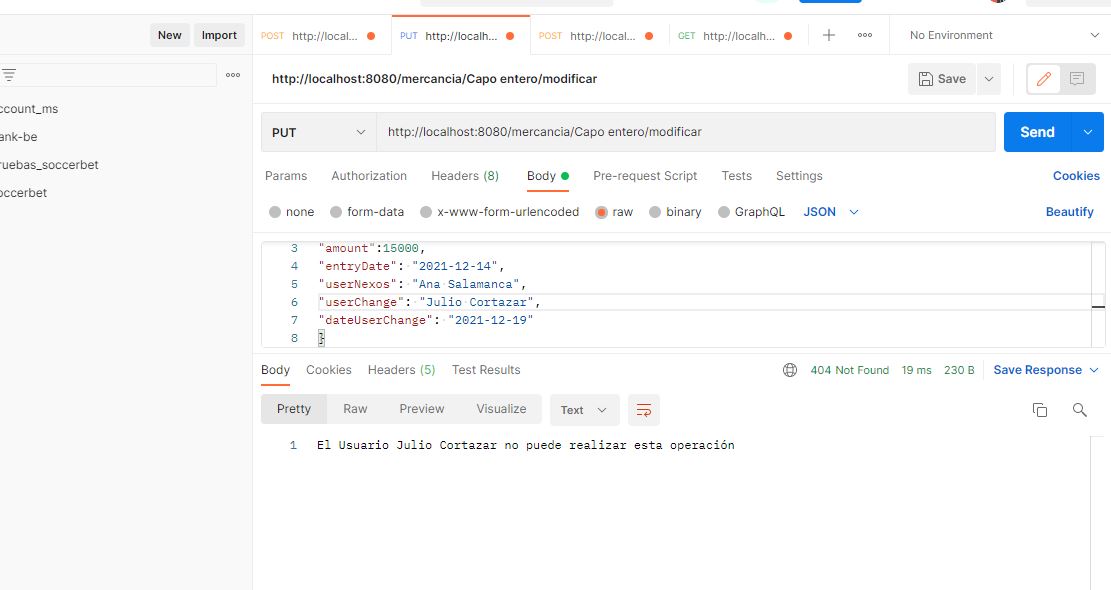 New Import POST http://local... PUT http://localh... POST http://local... GET http://localh... No Environment
http://localhost:8080/mercancia/Capo entero/modificar Save
ccount_ms
ank-be
ruebas_soccerbet
occerbet
PUT http://localhost:8080/mercancia/Capo entero/modificar Send
Params Authorization Headers (8) Body Pre-request Script Tests Settings Cookies
none form-data x-www-form-urlencoded raw binary GraphQL JSON Beautify
3 "amount":15000,
4 "entryDate": "2021-12-14",
5 "userNexos": "Ana Salamanca",
6 "userChange": "Julio Cortazar",
7 "dateUserChange": "2021-12-19"
8 }
Body Cookies Headers (5) Test Results 404 Not Found 19 ms 230 B Save Response
Pretty Raw Preview Visualize Text
1 El Usuario Julio Cortazar no puede realizar esta operación